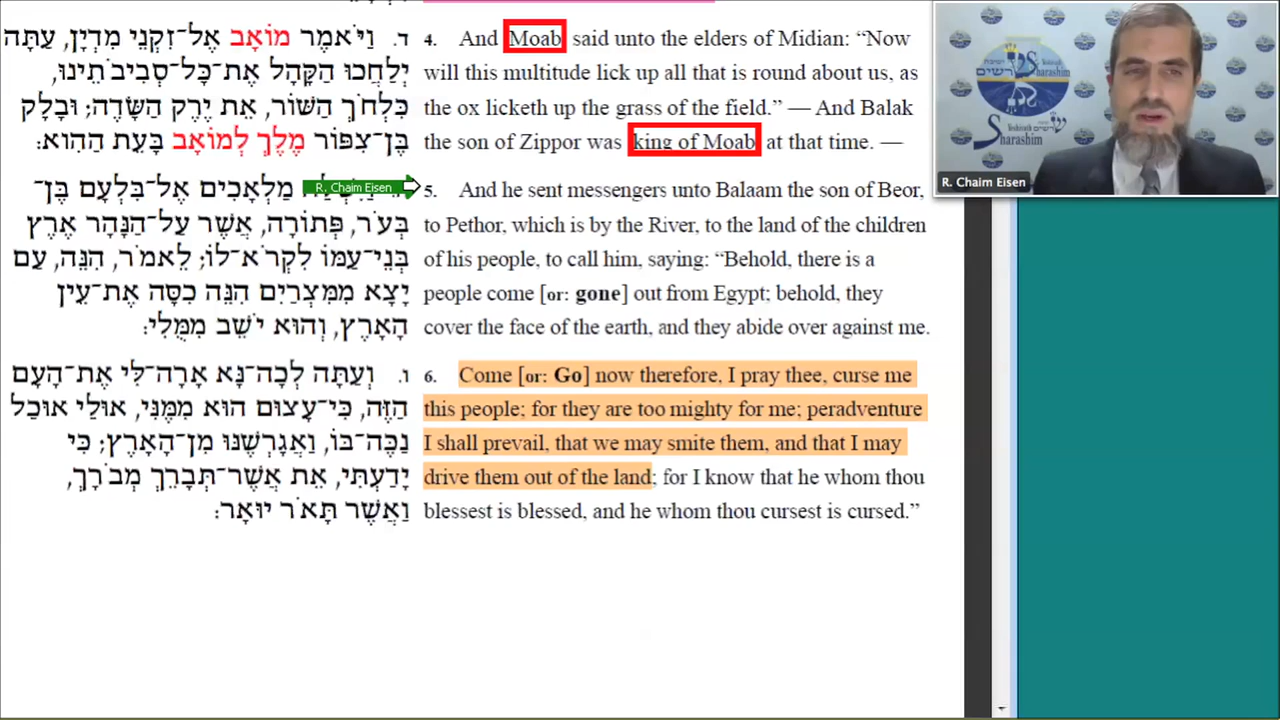 ד. וַיֹּאמֶר מוֹאָב אֶל־זִקְנֵי מִדְיָן, עַתָּה
יְלַחֲכוּ הַקָּהָל אֶת־כָּל־סְבִיבֹתֵינוּ,
כִּלְחֹךְ הַשּׁוֹר, אֵת יֶרֶק הַשָּׂדֶה; וּבָלָק
בֶּן־צִפּוֹר מֶלֶךְ לְמוֹאָב בָּעֵת הַהִוא:
מַלְאָכִים אֶל־בִּלְעָם בֶּן־
בְּעֹר, פְּתוֹרָה, אֲשֶׁר עַל־הַנָּהָר אֶרֶץ
בְּנֵי־עַמּוֹ לִקְרֹא־לוֹ; לֵאמֹר, הִנֵּה, עַם
יָצָא מִמִּצְרַיִם הִנֵּה כִסָּה אֶת־עֵין
הָאָרֶץ, וְהוּא יֹשֵׁב מִמֻּלִי:
ו. וְעַתָּה לְכָה־נָּא אָרָה־לִּי אֶת־הָעָם
הַזֶּה, כִּי־עָצוּם הוּא מִמֶּנִּי, אוּלַי אוּכַל
נַכֶּה־בּוֹ, וַאֲגָרְשֶׁנּוּ מִן־הָאָרֶץ; כִּי
יָדַעְתִּי, אֵת אֲשֶׁר־תְּבָרֵךְ מְבֹרָךְ,
וַאֲשֶׁר תָּאֹר יוּאָר:
4. And Moab said unto the elders of Midian: “Now
will this multitude lick up all that is round about us, as
the ox licketh up the grass of the field.” — And Balak
the son of Zippor was king of Moab at that time. —
R. Chaim Eisen
5. And he sent messengers unto Balaam the son of Beor,
to Pethor, which is by the River, to the land of the children
of his people, to call him, saying: “Behold, there is a
people come [or: gone] out from Egypt; behold, they
cover the face of the earth, and they abide over against me.
6. Come [or: Go] now therefore, I pray thee, curse me
this people; for they are too mighty for me; peradventure
I shall prevail, that we may smite them, and that I may
drive them out of the land; for I know that he whom thou
blessest is blessed, and he whom thou cursest is cursed.”
Yeshivath
Sharashim
R. Chaim Eisen